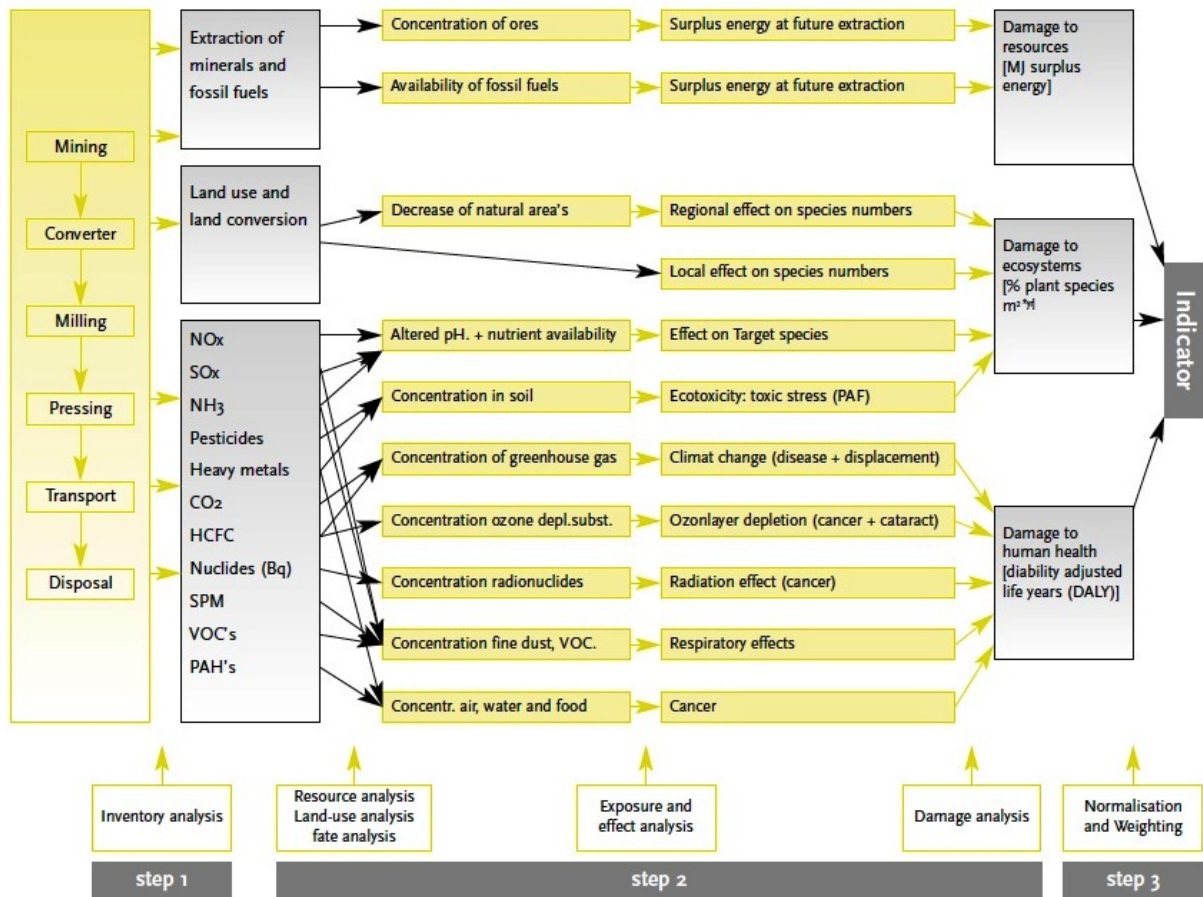 Mining
Converter
Milling
Pressing
Transport
Disposal
Extraction of
minerals and
fossil fuels
Land use and
land conversion
NOx
SOx
NH3
Pesticides
Heavy metals
CO2
HCFC
Nuclides (Bq)
SPM
VOC's
PAH's
Concentration of ores
Availability of fossil fuels
Decrease of natural area's
Altered pH. + nutrient availability
Concentration in soil
Concentration of greenhouse gas
Concentration ozone depl.subst.
Concentration radionuclides
Concentration fine dust, VOC.
Concentr. air, water and food
Surplus energy at future extraction
Surplus energy at future extraction
Regional effect on species numbers
Local effect on species numbers
Effect on Target species
Ecotoxicity: toxic stress (PAF)
Climat change (disease + displacement)
Ozonlayer depletion (cancer + cataract)
Radiation effect (cancer)
Respiratory effects
Cancer
Damage to
resources
[MJ surplus
energy]
Damage to
ecosystems
[% plant species
m² *yr]
Damage to
human health
[diability adjusted
life years (DALY)]
Indicator
Inventory analysis
Resource analysis
Land-use analysis
fate analysis
Exposure and
effect analysis
Damage analysis
Normalisation
and Weighting
step 1
step 2
step 3